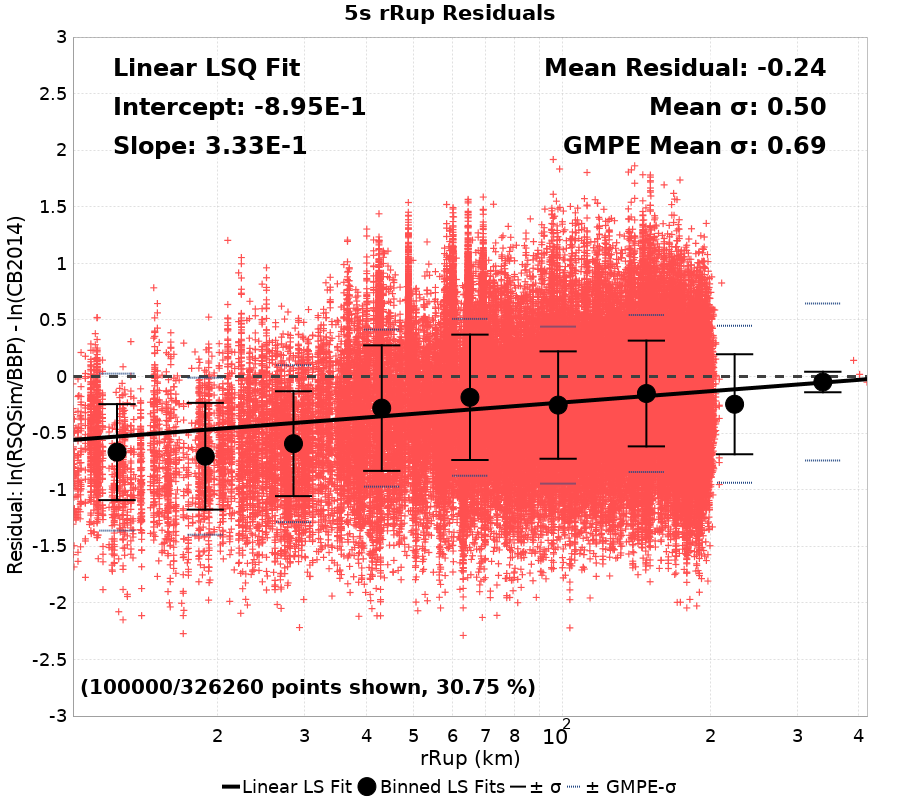 5s rRup Residuals
Linear LSQ Fit
Intercept: -8.95E-1
Slope: 3.33E-1
Mean Residual: -0.24
Mean σ: 0.50
GMPE Mean σ: 0.69
Residual: ln(RSQSim/BBP) - ln(CB2014)
3
2.5
2
1.5
1
0.5
0
-0.5
-1
-1.5
-2
-2.5
-3
(100000/326260 points shown, 30.75 %)
2 3 4 5 6 7 8 10² 2 3 4
rRup (km)
Linear LS Fit Binned LS Fits ± σ ± GMPE-σ